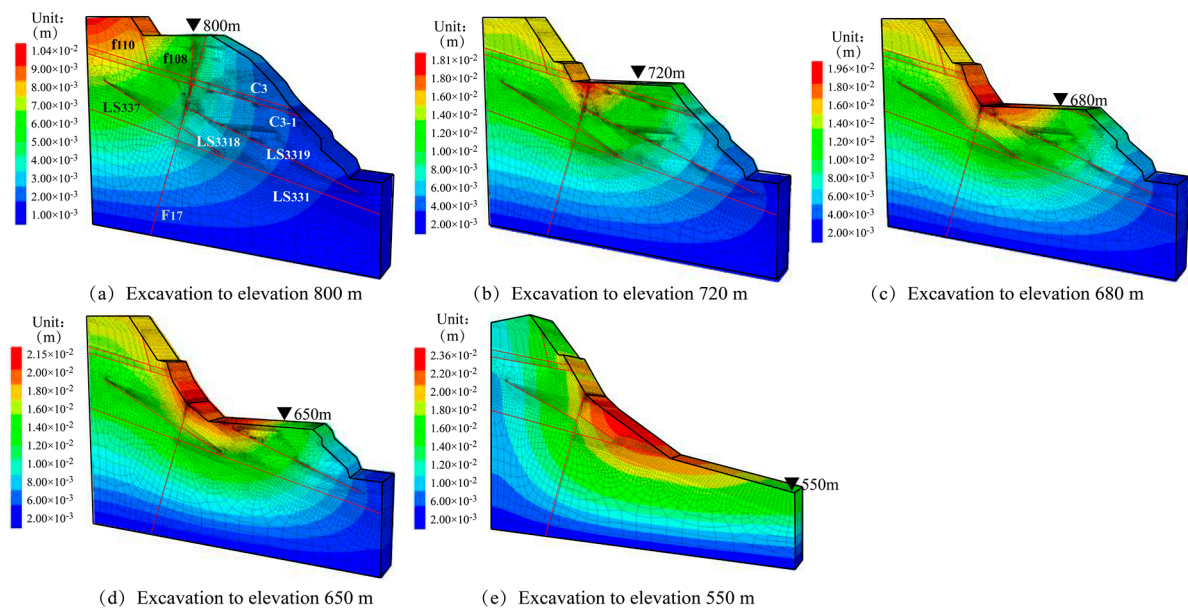 Unit:
(m)
1.04×10⁻²
9.00×10⁻³
8.00×10⁻³
7.00×10⁻³
6.00×10⁻³
5.00×10⁻³
4.00×10⁻³
3.00×10⁻³
2.00×10⁻³
1.00×10⁻³
800m
f110
f108
C3
LS337
C3-1
LS3318
LS3319
LS331
F17
(a) Excavation to elevation 800 m
Unit:
(m)
1.81×10⁻²
1.60×10⁻²
1.40×10⁻²
1.20×10⁻²
1.00×10⁻²
8.00×10⁻³
6.00×10⁻³
4.00×10⁻³
2.00×10⁻³
720m
(b) Excavation to elevation 720 m
Unit:
(m)
1.96×10⁻²
1.80×10⁻²
1.60×10⁻²
1.40×10⁻²
1.20×10⁻²
1.00×10⁻²
8.00×10⁻³
6.00×10⁻³
4.00×10⁻³
2.00×10⁻³
680m
(c) Excavation to elevation 680 m
Unit:
(m)
2.15×10⁻²
2.00×10⁻²
1.80×10⁻²
1.60×10⁻²
1.40×10⁻²
1.20×10⁻²
1.00×10⁻²
8.00×10⁻³
6.00×10⁻³
4.00×10⁻³
2.00×10⁻³
650m
(d) Excavation to elevation 650 m
Unit:
(m)
2.36×10⁻²
2.20×10⁻²
2.00×10⁻²
1.80×10⁻²
1.60×10⁻²
1.40×10⁻²
1.20×10⁻²
1.00×10⁻²
8.00×10⁻³
6.00×10⁻³
4.00×10⁻³
2.00×10⁻³
550m
(e) Excavation to elevation 550 m